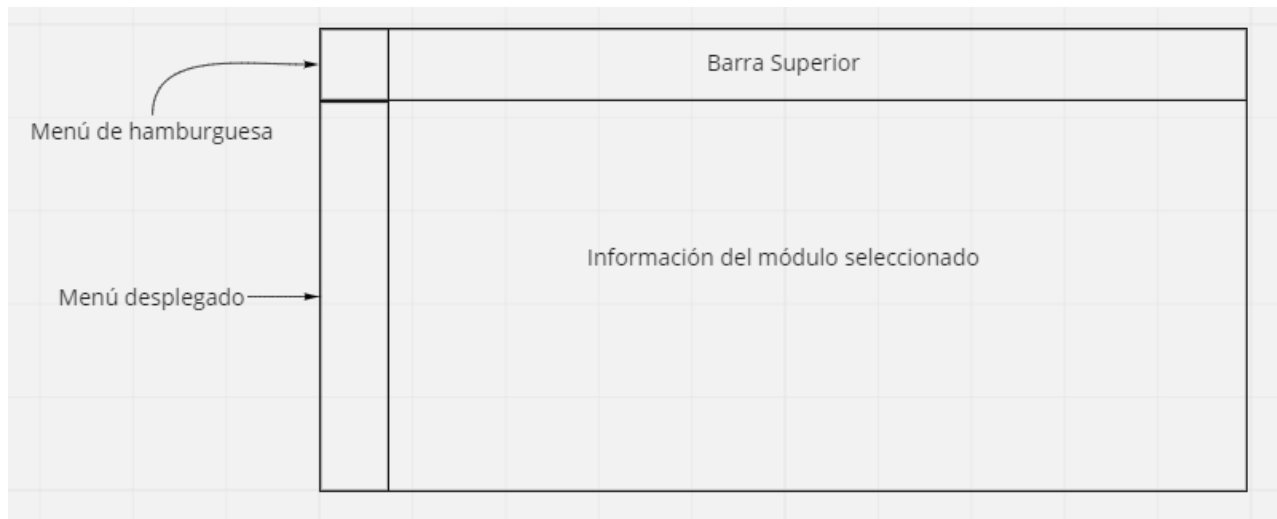 Barra Superior
Menú de hamburguesa
Información del módulo seleccionado
Menú desplegado